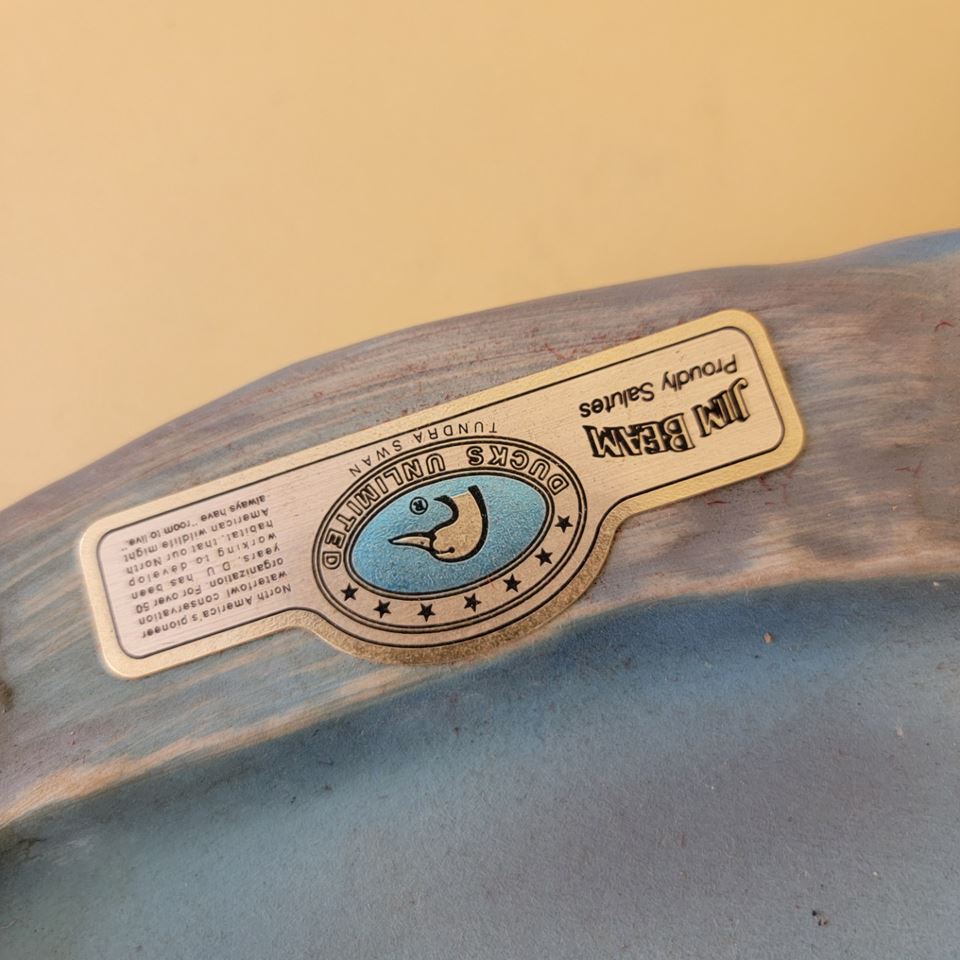 JIM BEAM
Proudly Salutes
DUCKS UNLIMITED
®
TUNDRA SWAN
North America's pioneer
waterfowl conservation
organization. For over 50
years, D.U. has been
working to develop
habitat, that our North
American wildlife might
always have "room to live."